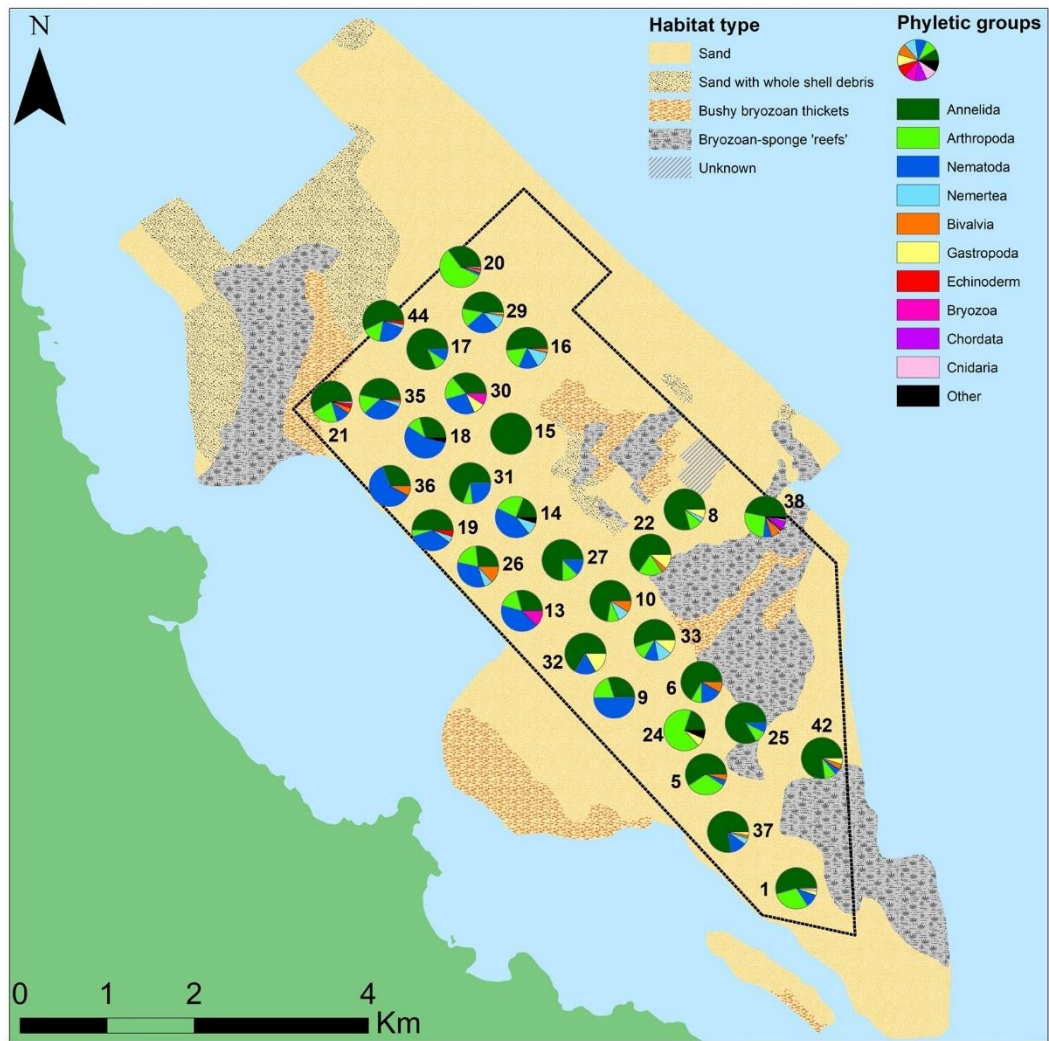 N
Habitat type
Sand
Sand with whole shell debris
Bushy bryozoan thickets
Bryozoan-sponge 'reefs'
Unknown
Phyletic groups
Annelida
Arthropoda
Nematoda
Nemertea
Bivalvia
Gastropoda
Echinoderm
Bryozoa
Chordata
Cnidaria
Other
20
29
44
17
16
30
35
21
15
18
31
36
14
38
8
19
22
26
27
10
13
33
32
6
9
24
25
42
5
37
1
0 1 2 4
Km